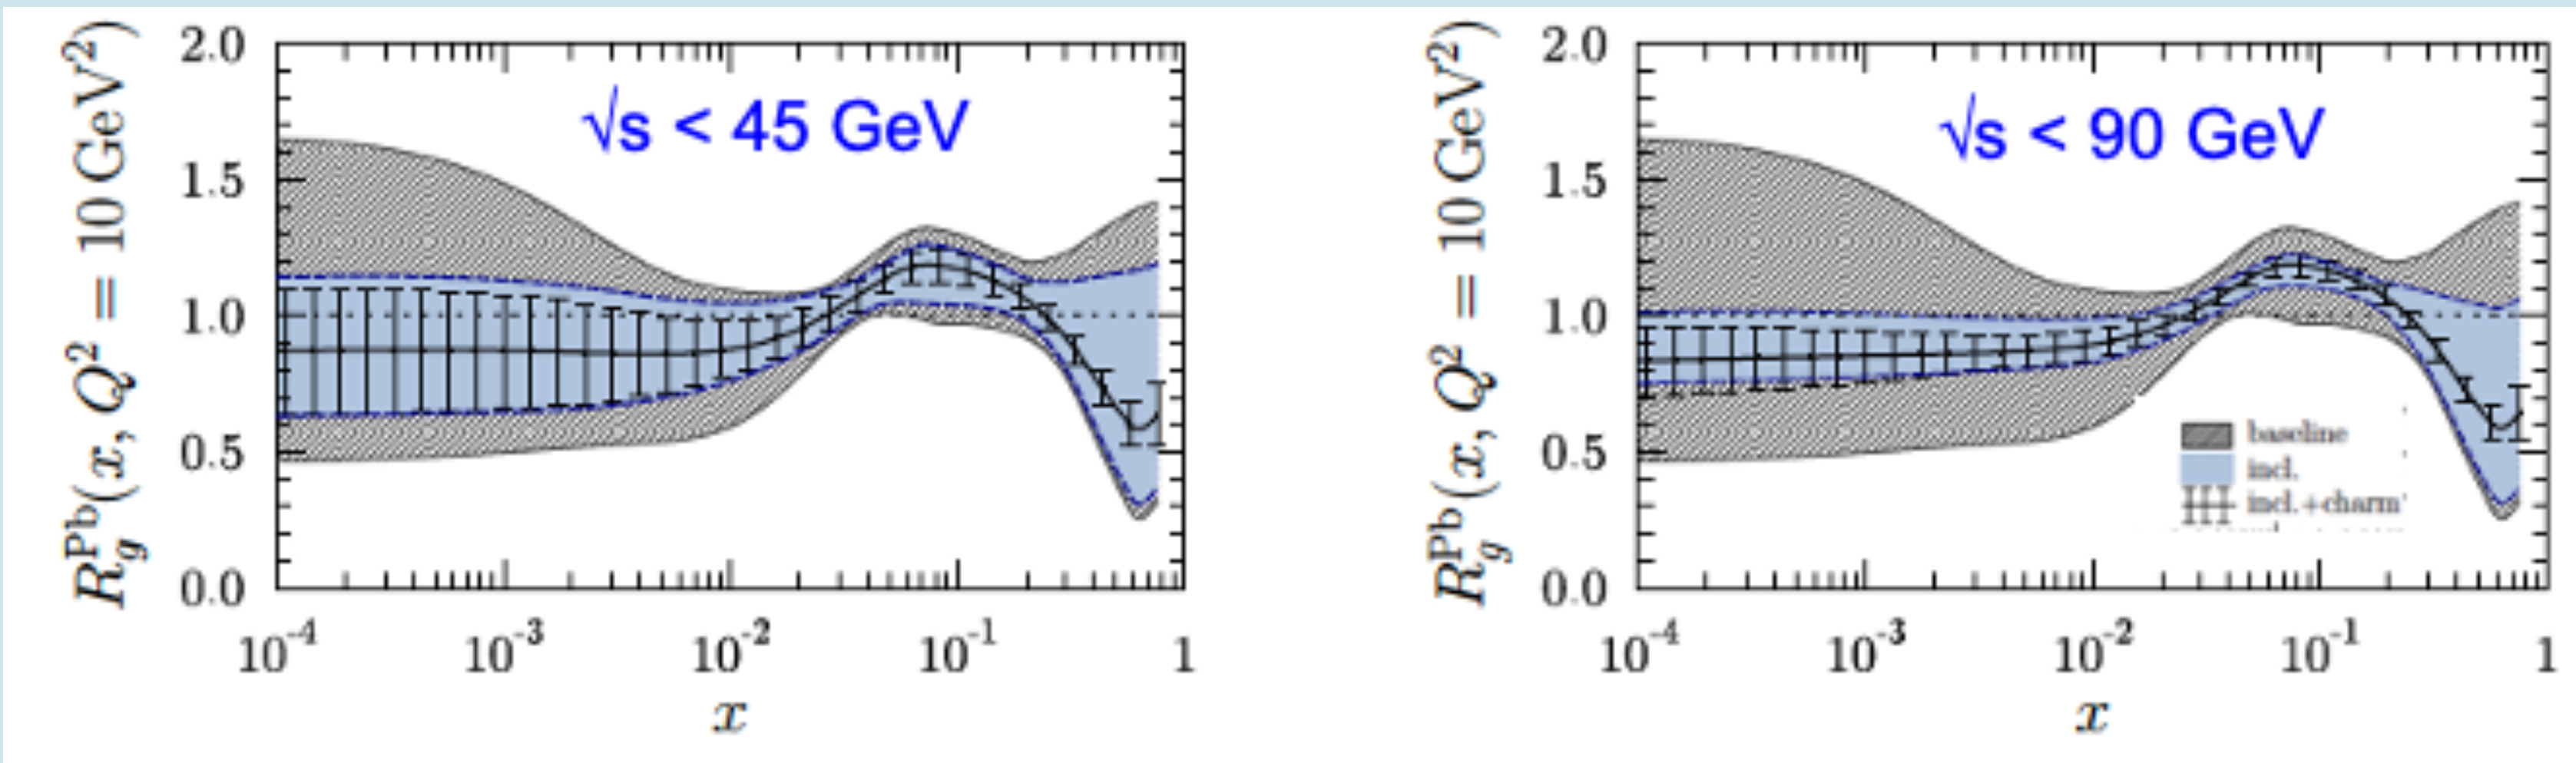 R_g^Pb(x, Q² = 10 GeV²)
2.0
1.5
1.0
0.5
0.0
√s < 45 GeV
10⁻⁴ 10⁻³ 10⁻² 10⁻¹ 1
x
R_g^Pb(x, Q² = 10 GeV²)
2.0
1.5
1.0
0.5
0.0
√s < 90 GeV
baseline
incl.
incl.+charm
10⁻⁴ 10⁻³ 10⁻² 10⁻¹ 1
x